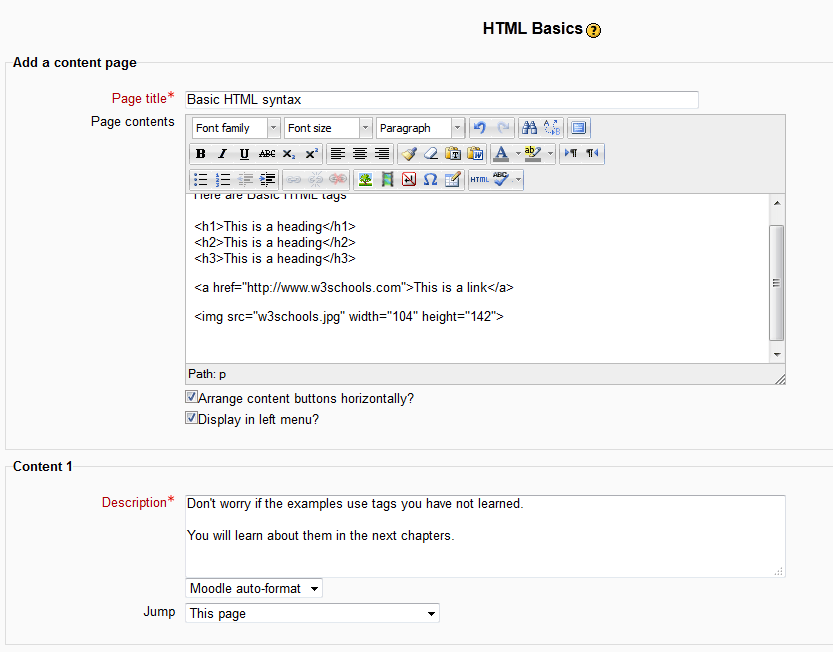 HTML Basics
Add a content page
Page title*
Basic HTML syntax
Page contents
Font family Font size Paragraph
B I U ABC X₂ X²
HTML ABC
Here are Basic HTML tags
<h1>This is a heading</h1>
<h2>This is a heading</h2>
<h3>This is a heading</h3>
<a href="http://www.w3schools.com">This is a link</a>
<img src="w3schools.jpg" width="104" height="142">
Path: p
Arrange content buttons horizontally?
Display in left menu?
Content 1
Description*
Don't worry if the examples use tags you have not learned.
You will learn about them in the next chapters.
Moodle auto-format
Jump
This page